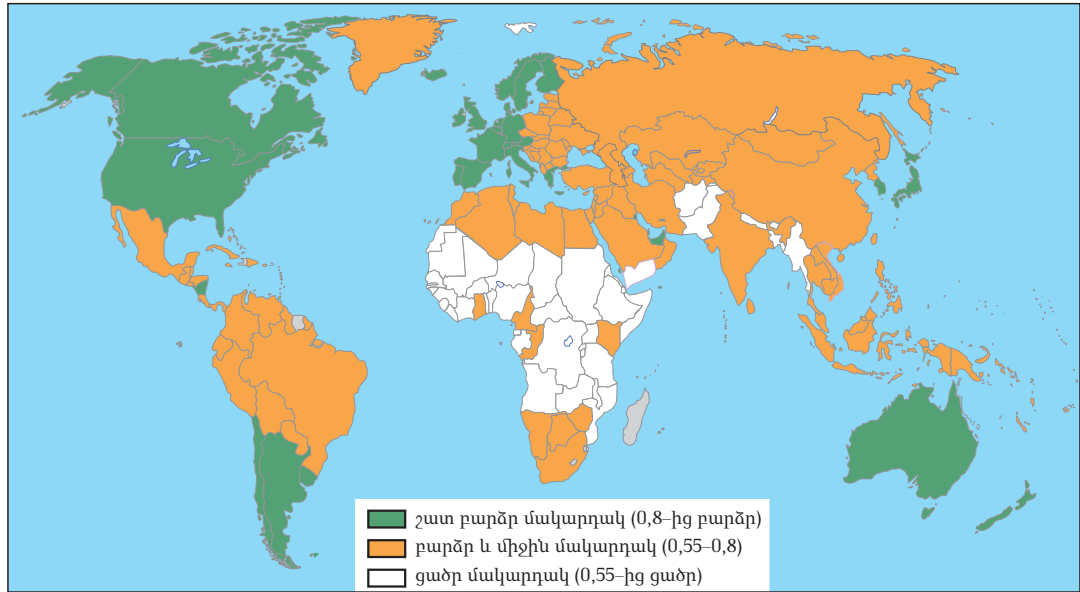 շատ բարձր մակարդակ (0,8–ից բարձր)
բարձր և միջին մակարդակ (0,55–0,8)
ցածր մակարդակ (0,55–ից ցածր)